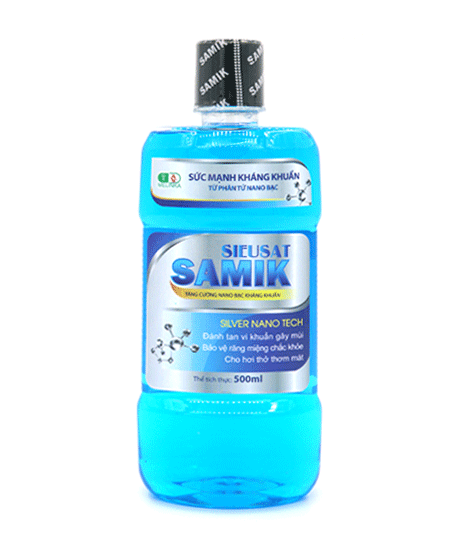 SAMIK
SỨC MẠNH KHÁNG KHUẨN
TỪ PHÂN TỬ NANO BẠC
SIEUSAT
SAMIK
TĂNG CƯỜNG NANO BẠC KHÁNG KHUẨN
SILVER NANO TECH
Đánh tan vi khuẩn gây mùi
Bảo vệ răng miệng chắc khỏe
Cho hơi thở thơm mát
Thể tích thực: 500ml